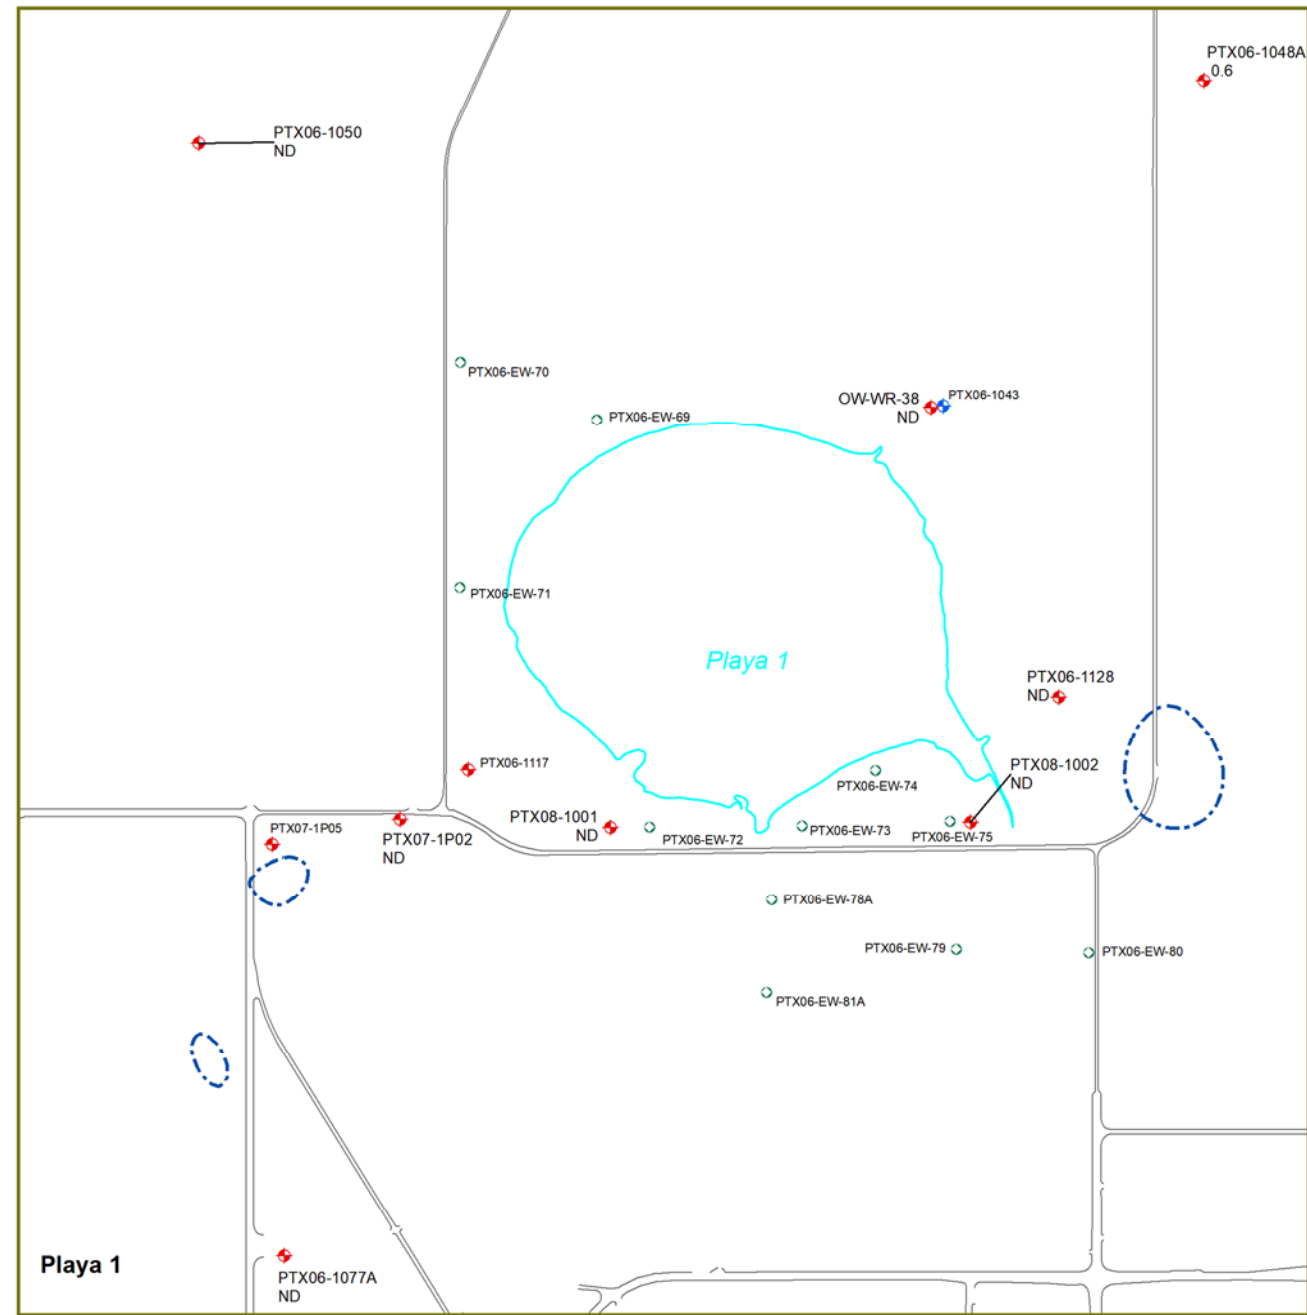 PTX06-1048A
0.6
PTX06-1050
ND
PTX06-EW-70
OW-WR-38
ND
PTX06-1043
PTX06-EW-69
PTX06-EW-71
Playa 1
PTX06-1128
ND
PTX06-1117
PTX08-1002
ND
PTX06-EW-74
PTX08-1001
ND
PTX07-1P05
PTX07-1P02
ND
PTX06-EW-72
PTX06-EW-73
PTX06-EW-75
PTX06-EW-78A
PTX06-EW-79
PTX06-EW-80
PTX06-EW-81A
Playa 1
PTX06-1077A
ND